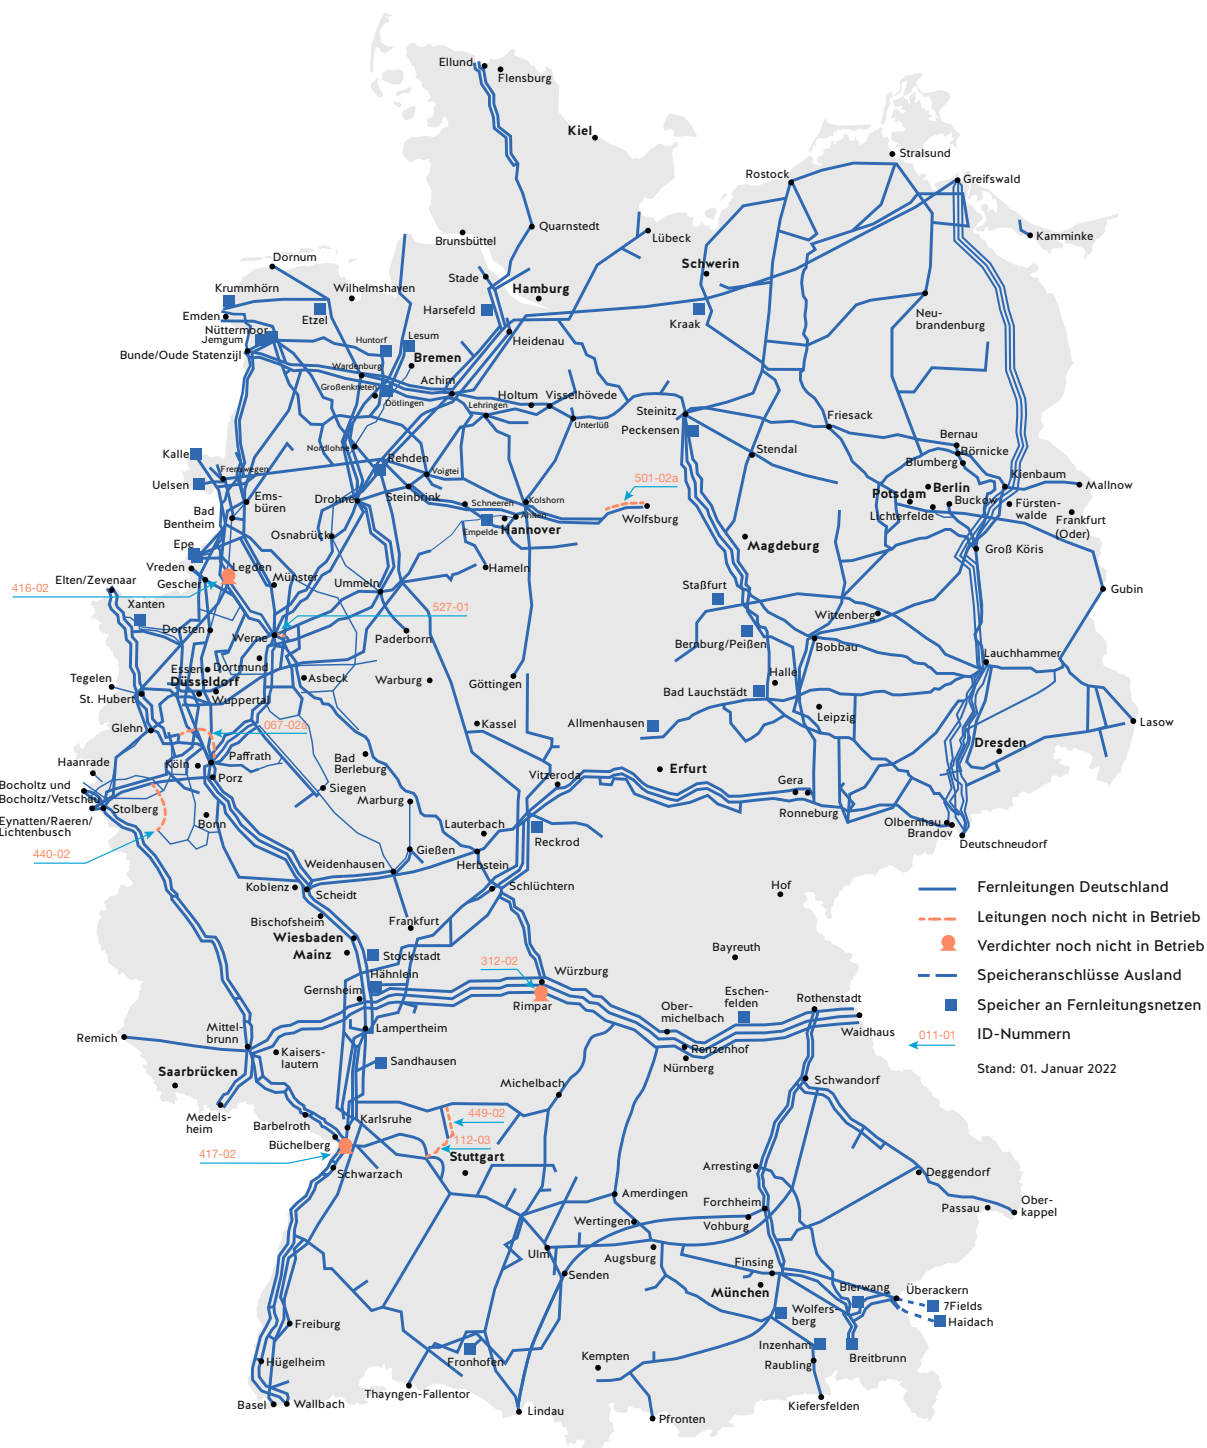 Ellund
Flensburg
Kiel
Stralsund
Rostock
Greifswald
Quarnstedt
Brunsbüttel
Lübeck
Kamminke
Dornum
Schwerin
Stade
Krummhörn
Wilhelmshaven
Hamburg
Harsefeld
Emden
Etzel
Kraak
Neu-
brandenburg
Nüttermoor
Jemgum
Huntorf
Lesum
Heidenau
Bunde/Oude Statenzijl
Bremen
Wardenburg
Achim
Großenkneten
Dötlingen
Holtum
Visselhövede
Lehringen
Unterlüß
Steinitz
Peckensen
Friesack
Bernau
Börnicke
Blumberg
Nordlohne
Stendal
Kalle
Rehden
Frenswegen
Voigtei
Kienbaum
Mallnow
Uelsen
501-02a
Potsdam
Berlin
Ems-
büren
Drohne
Steinbrink
Schneeren
Kolshorn
Buckow
Fürsten-
walde
Bad
Bentheim
Wolfsburg
Lichterfelde
Frankfurt
(Oder)
Ahlten
Empelde
Hannover
Osnabrück
Magdeburg
Epe
Groß Köris
Vreden
Legden
Hameln
Elten/Zevenaar
Gescher
Münster
Ummeln
Staßfurt
Gubin
416-02
Xanten
527-01
Wittenberg
Dorsten
Werne
Paderborn
Bernburg/Peißen
Bobbau
Lauchhammer
Essen
Dortmund
Tegelen
Düsseldorf
Asbeck
Warburg
Göttingen
Halle
St. Hubert
Wuppertal
Bad Lauchstädt
Leipzig
Glehn
067-02a
Kassel
Allmenhausen
Lasow
Dresden
Haanrade
Köln
Paffrath
Bad
Berleburg
Porz
Vitzeroda
Erfurt
Gera
Bocholtz und
Bocholtz/Vetschau
Siegen
Marburg
Stolberg
Ronneburg
Eynatten/Raeren/
Lichtenbusch
Bonn
Lauterbach
Olbernhau
Brandov
Reckrod
Deutschneudorf
440-02
Gießen
Weidenhausen
Herbstein
Koblenz
Scheidt
Schlüchtern
Hof
Fernleitungen Deutschland
Bischofsheim
Frankfurt
Leitungen noch nicht in Betrieb
Wiesbaden
Mainz
Stockstadt
Bayreuth
Verdichter noch nicht in Betrieb
Hähnlein
312-02
Würzburg
Speicheranschlüsse Ausland
Gernsheim
Rimpar
Eschen-
felden
Rothenstadt
Speicher an Fernleitungsnetzen
Ober-
michelbach
Lampertheim
Waidhaus
011-01
ID-Nummern
Remich
Mittel-
brunn
Kaisers-
lautern
Sandhausen
Renzenhof
Nürnberg
Stand: 01. Januar 2022
Saarbrücken
Michelbach
Schwandorf
Medels-
heim
449-02
Barbelroth
Karlsruhe
112-03
Büchelberg
417-02
Stuttgart
Schwarzach
Arresting
Deggendorf
Amerdingen
Forchheim
Passau
Ober-
kappel
Wertingen
Vohburg
Ulm
Augsburg
Finsing
Senden
München
Bierwang
Überackern
7Fields
Wolfers-
berg
Haidach
Freiburg
Inzenham
Hügelheim
Fronhofen
Kempten
Raubling
Breitbrunn
Thayngen-Fallentor
Basel
Wallbach
Lindau
Pfronten
Kiefersfelden